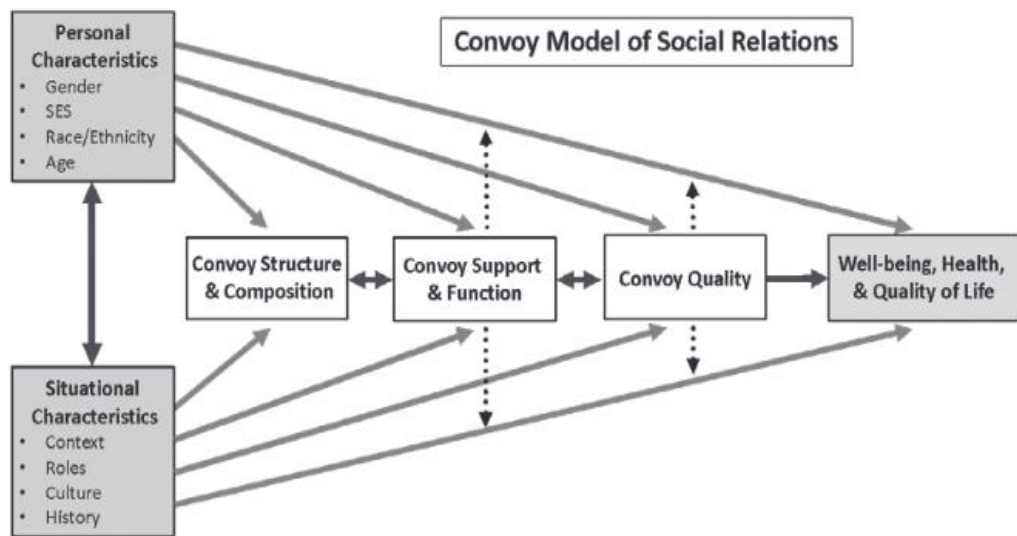 Personal
Characteristics
• Gender
• SES
• Race/Ethnicity
• Age
Convoy Model of Social Relations
Convoy Structure
& Composition
Convoy Support
& Function
Convoy Quality
Well-being, Health,
& Quality of Life
Situational
Characteristics
• Context
• Roles
• Culture
• History